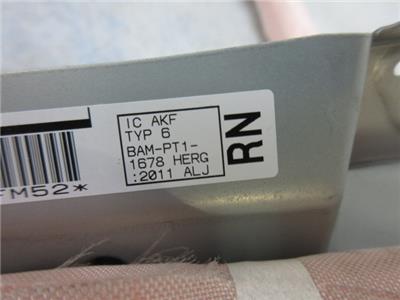 IC AKF
TYP 6
BAM-PT1-
1678 HERG
:2011 ALJ
RN
FM52*